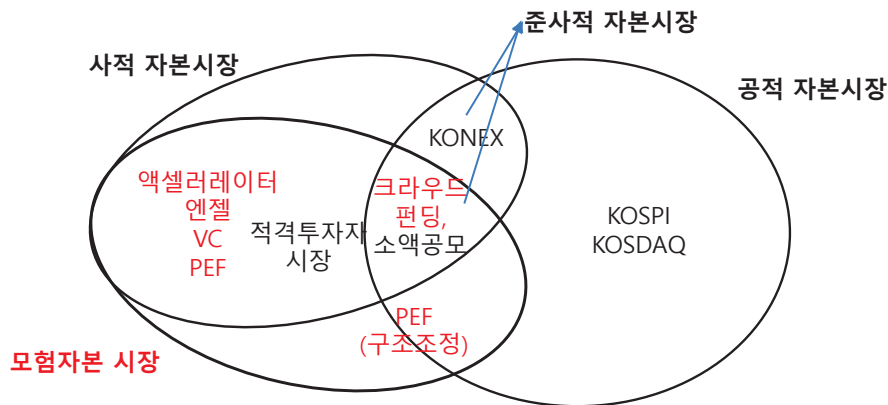 준사적 자본시장
사적 자본시장
공적 자본시장
KONEX
액셀러레이터
엔젤
VC
PEF
적격투자자
시장
크라우드
펀딩,
소액공모
KOSPI
KOSDAQ
PEF
(구조조정)
모험자본 시장